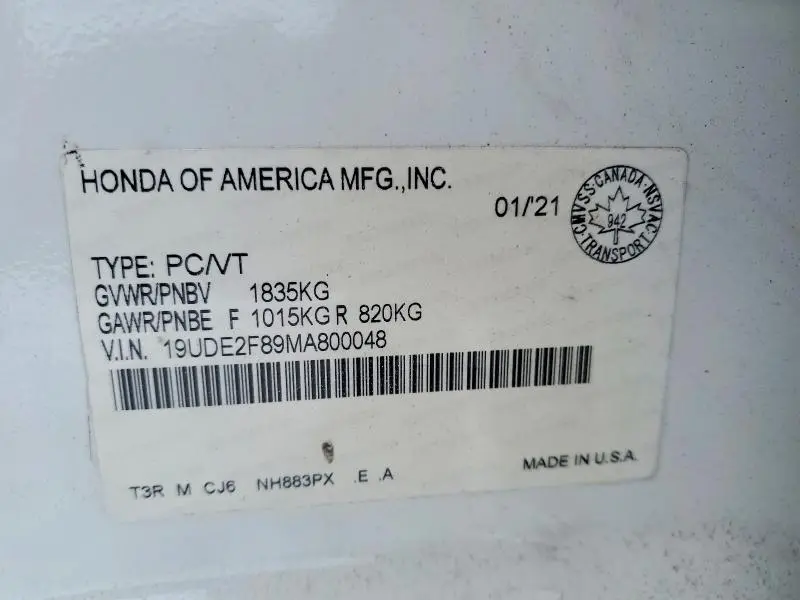 HONDA OF AMERICA MFG.,INC.
01/'21
CMVSS·CANADA·NSVAC
942
TRANSPORT
TYPE: PC/VT
GVWR/PNBV 1835KG
GAWR/PNBE F 1015KG R 820KG
V.I.N. 19UDE2F89MA800048
MADE IN U.S.A.
T3R M CJ6 NH883PX .E .A